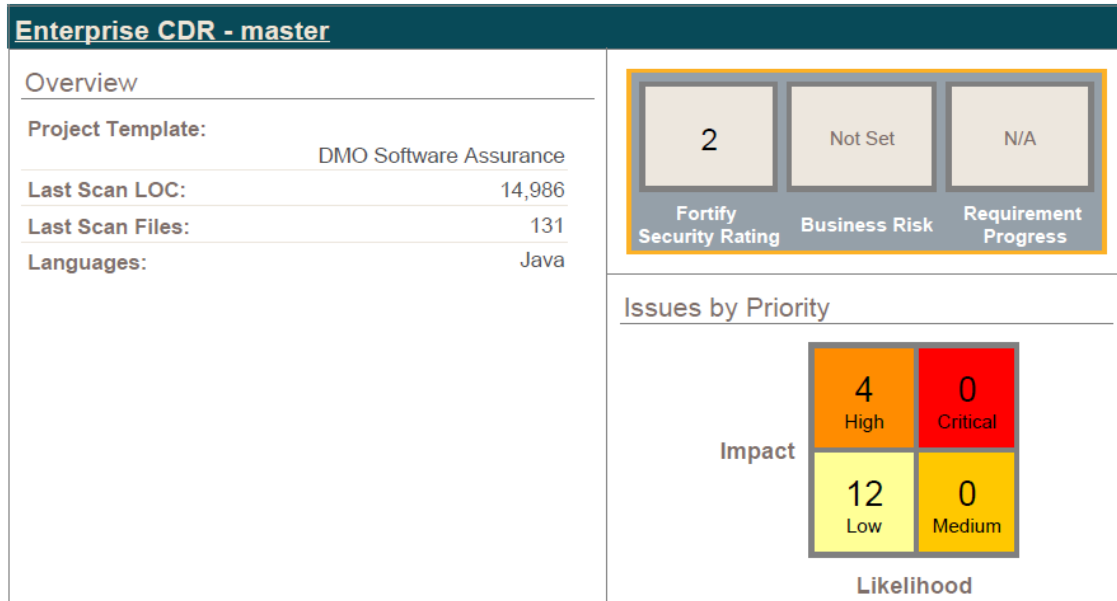 Enterprise CDR - master
Overview
Project Template:
DMO Software Assurance
Last Scan LOC: 14,986
Last Scan Files: 131
Languages: Java
2 Not Set N/A
Fortify Security Rating
Business Risk
Requirement Progress
Issues by Priority
Impact
4 0
High Critical
12 0
Low Medium
Likelihood